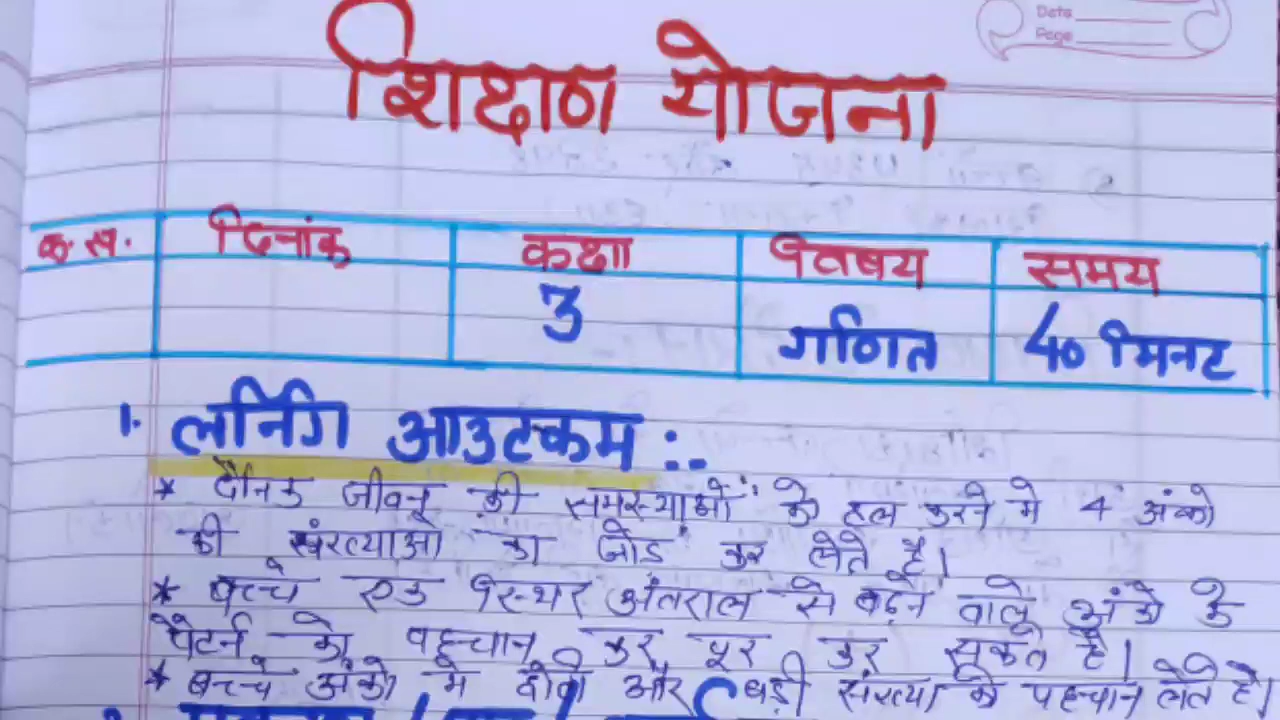 Date
Page
शिक्षण योजना
क्र. स. दिनांक कक्षा विषय समय
3 गणित 40 मिनट
1. लर्निंग आउटकम :-
* दैनिक जीवन की समस्याओं को हल करने मे 4 अंको
की संख्याओ का जोड कर लेते है।
* बच्चे एक स्थिर अंतराल से बढ़ने वाले अंको के
पेटर्न को पहचान कर पूर कर सकते है।
* बच्चे अंको मे छोटी और बड़ी संख्या को पहचान लेते है।